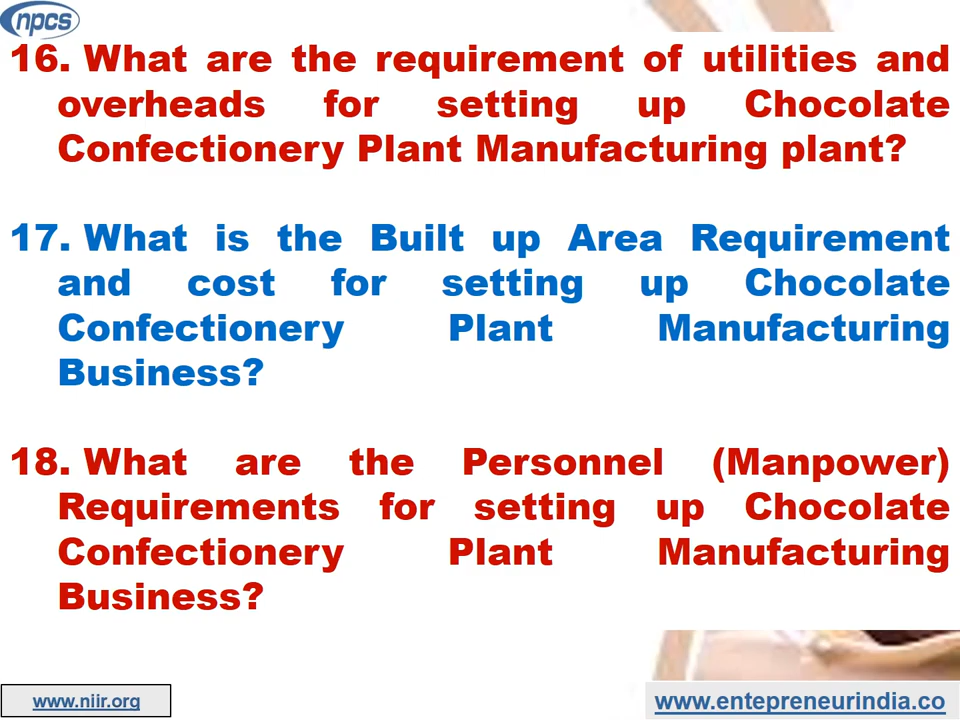 npcs
16. What are the requirement of utilities and
overheads for setting up Chocolate
Confectionery Plant Manufacturing plant?
17. What is the Built up Area Requirement
and cost for setting up Chocolate
Confectionery Plant Manufacturing
Business?
18. What are the Personnel (Manpower)
Requirements for setting up Chocolate
Confectionery Plant Manufacturing
Business?
www.niir.org
www.entepreneurindia.co